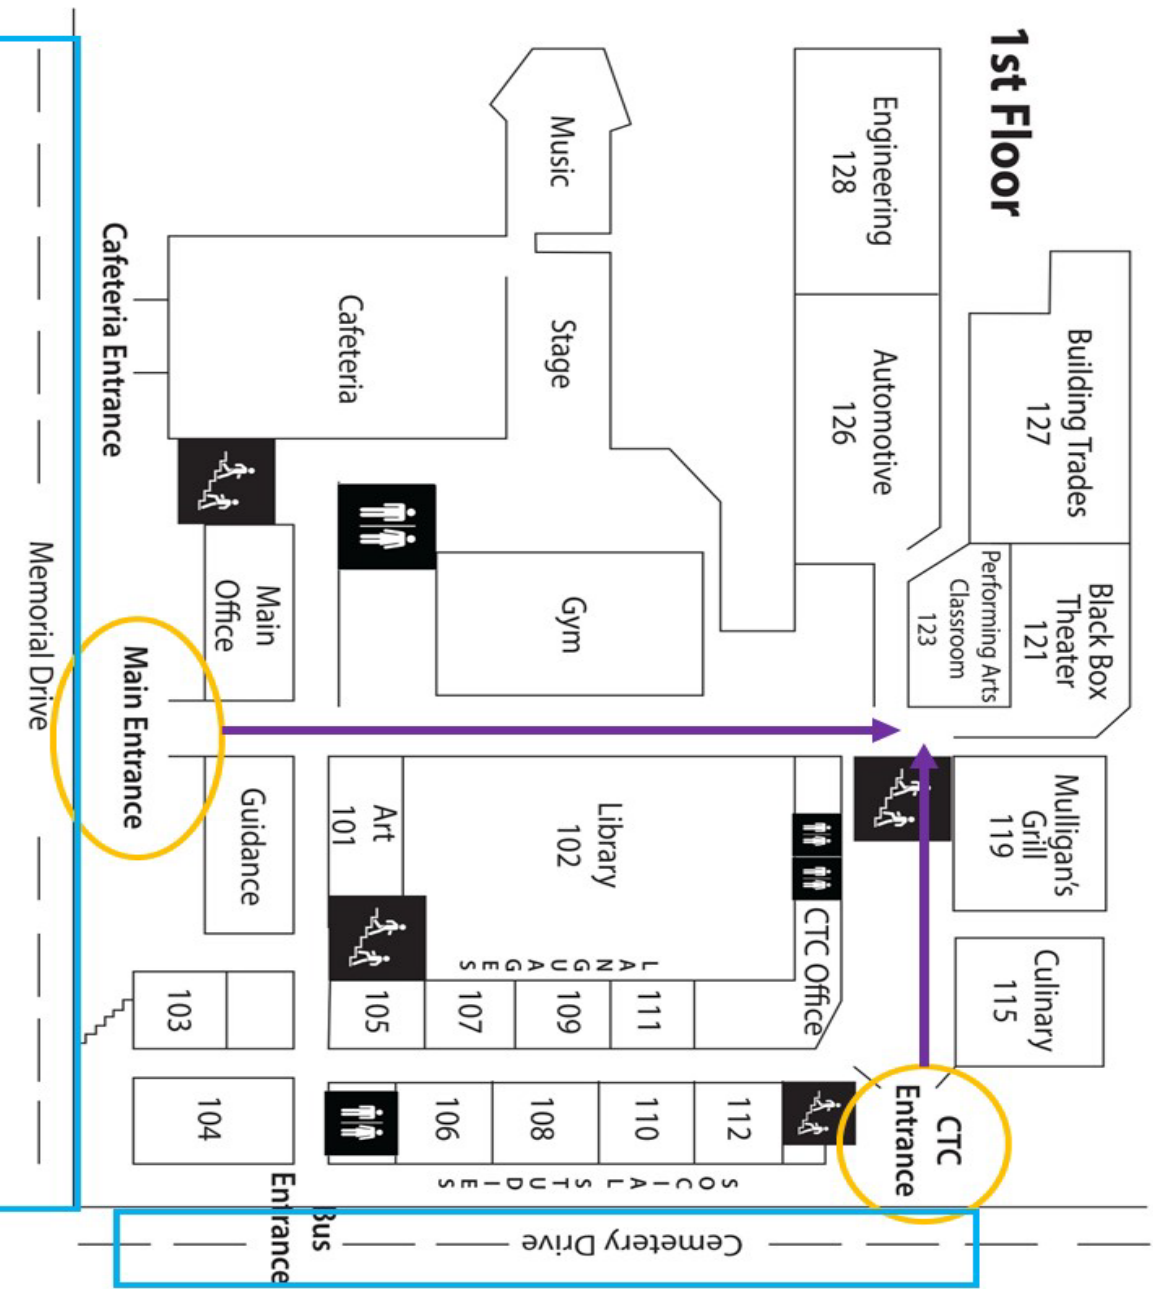 1st Floor
Engineering
128
Music
Building Trades
127
Cafeteria Entrance
Cafeteria
Stage
Automotive
126
Black Box
Theater
121
Performing Arts
Classroom
123
Main
Office
Gym
Memorial Drive
Main Entrance
Guidance
Art
101
Library
102
Mulligan's
Grill
119
CTC Office
Culinary
115
LANGUAGES
103
105
107
109
111
104
106
108
110
112
CTC
Entrance
SOCIAL STUDIES
Bus
Entrance
Cemetery Drive